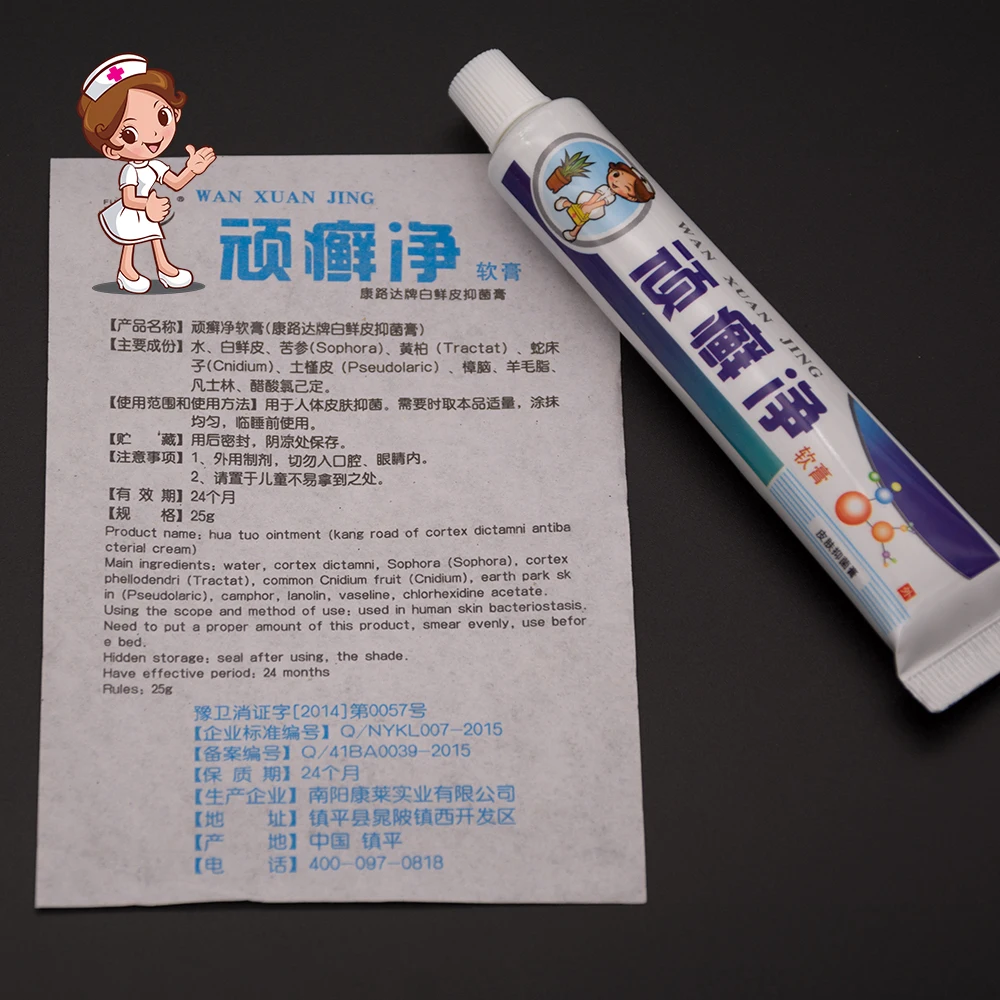 WAN XUAN JING
顽癣净 软膏
康路达牌白鲜皮抑菌膏
【产品名称】顽癣净软膏(康路达牌白鲜皮抑菌膏)
【主要成份】水、白鲜皮、苦参(Sophora)、黄柏（Tractat）、蛇床
子(Cnidium)、土槿皮（Pseudolaric）、樟脑、羊毛脂、
凡士林、醋酸氯己定.
【使用范围和使用方法】用于人体皮肤抑菌。需要时取本品适量，涂抹
均匀，临睡前使用。
【贮 藏】用后密封，阴凉处保存。
【注意事项】1、外用制剂，切勿入口腔、眼睛内。
2、请置于儿童不易拿到之处。
【有效期】24个月
【规 格】25g
Product name: hua tuo ointment (kang road of cortex dictamni antiba
cterial cream)
Main ingredients: water, cortex dictamni, Sophora (Sophora), cortex
phellodendri (Tractat), common Cnidium fruit (Cnidium), earth park sk
in (Pseudolaric), camphor, lanolin, vaseline, chlorhexidine acetate.
Using the scope and method of use: used in human skin bacteriostasis.
Need to put a proper amount of this product, smear evenly, use befor
e bed.
Hidden storage: seal after using, the shade.
Have effective period: 24 months
Rules: 25g
豫卫消证字[2014]第0057号
【企业标准编号】Q/NYKL007-2015
【备案编号】Q/41BA0039-2015
【保质期】24个月
【生产企业】南阳康莱实业有限公司
【地 址】镇平县晁陂镇西开发区
【产 地】中国 镇平
【电 话】400-097-0818
WAN XUAN JING
顽癣净
软膏
皮肤抑菌膏
外